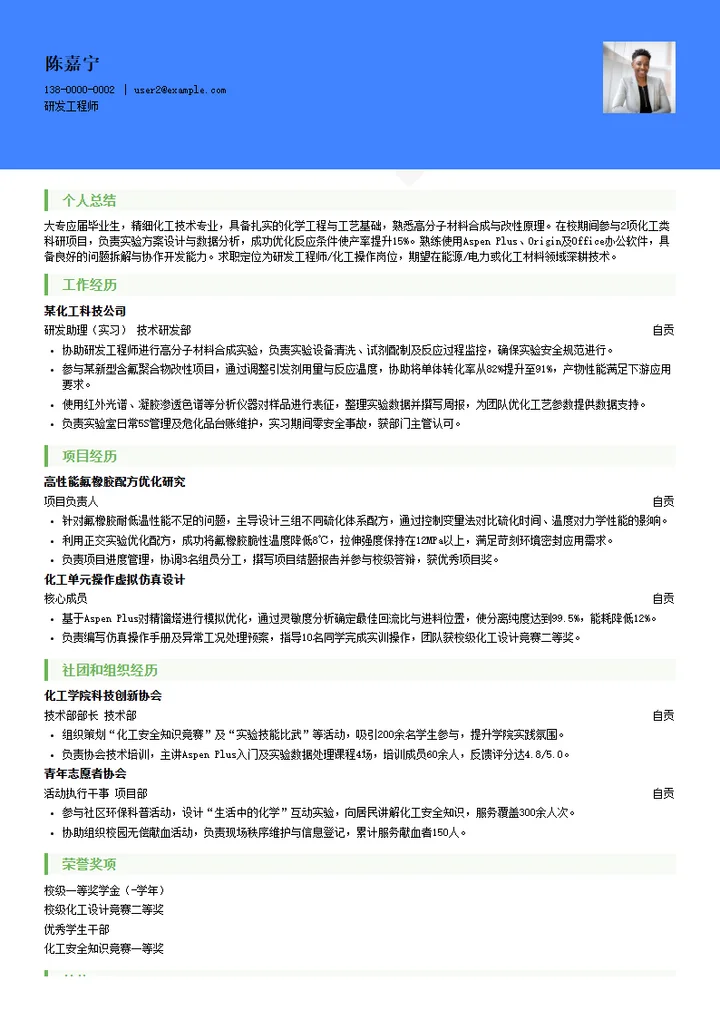 陈嘉宁
138-0000-0002 | user2@example.com
研发工程师
个人总结
大专应届毕业生，精细化工技术专业，具备扎实的化学工程与工艺基础，熟悉高分子材料合成与改性原理。在校期间参与2项化工类
科研项目，负责实验方案设计与数据分析，成功优化反应条件使产率提升15%。熟练使用Aspen Plus、Origin及Office办公软件，具
备良好的问题拆解与协作开发能力。求职定位为研发工程师/化工操作岗位，期望在能源/电力或化工材料领域深耕技术。
工作经历
某化工科技公司
研发助理（实习） 技术研发部 自贡
• 协助研发工程师进行高分子材料合成实验，负责实验设备清洗、试剂配制及反应过程监控，确保实验安全规范进行。
• 参与某新型含氟聚合物改性项目，通过调整引发剂用量与反应温度，协助将单体转化率从82%提升至91%，产物性能满足下游应用
要求。
• 使用红外光谱、凝胶渗透色谱等分析仪器对样品进行表征，整理实验数据并撰写周报，为团队优化工艺参数提供数据支持。
• 负责实验室日常5S管理及危化品台账维护，实习期间零安全事故，获部门主管认可。
项目经历
高性能氟橡胶配方优化研究
项目负责人 自贡
• 针对氟橡胶耐低温性能不足的问题，主导设计三组不同硫化体系配方，通过控制变量法对比硫化时间、温度对力学性能的影响。
• 利用正交实验优化配方，成功将氟橡胶脆性温度降低8℃，拉伸强度保持在12MPa以上，满足苛刻环境密封应用需求。
• 负责项目进度管理，协调3名组员分工，撰写项目结题报告并参与校级答辩，获优秀项目奖。
化工单元操作虚拟仿真设计
核心成员 自贡
• 基于Aspen Plus对精馏塔进行模拟优化，通过灵敏度分析确定最佳回流比与进料位置，使分离纯度达到99.5%，能耗降低12%。
• 负责编写仿真操作手册及异常工况处理预案，指导10名同学完成实训操作，团队获校级化工设计竞赛二等奖。
社团和组织经历
化工学院科技创新协会
技术部部长 技术部 自贡
• 组织策划“化工安全知识竞赛”及“实验技能比武”等活动，吸引200余名学生参与，提升学院实践氛围。
• 负责协会技术培训，主讲Aspen Plus入门及实验数据处理课程4场，培训成员60余人，反馈评分达4.8/5.0。
青年志愿者协会
活动执行干事 项目部 自贡
• 参与社区环保科普活动，设计“生活中的化学”互动实验，向居民讲解化工安全知识，服务覆盖300余人次。
• 协助组织校园无偿献血活动，负责现场秩序维护与信息登记，累计服务献血者150人。
荣誉奖项
校级一等奖学金（-学年）
校级化工设计竞赛二等奖
优秀学生干部
化工安全知识竞赛一等奖